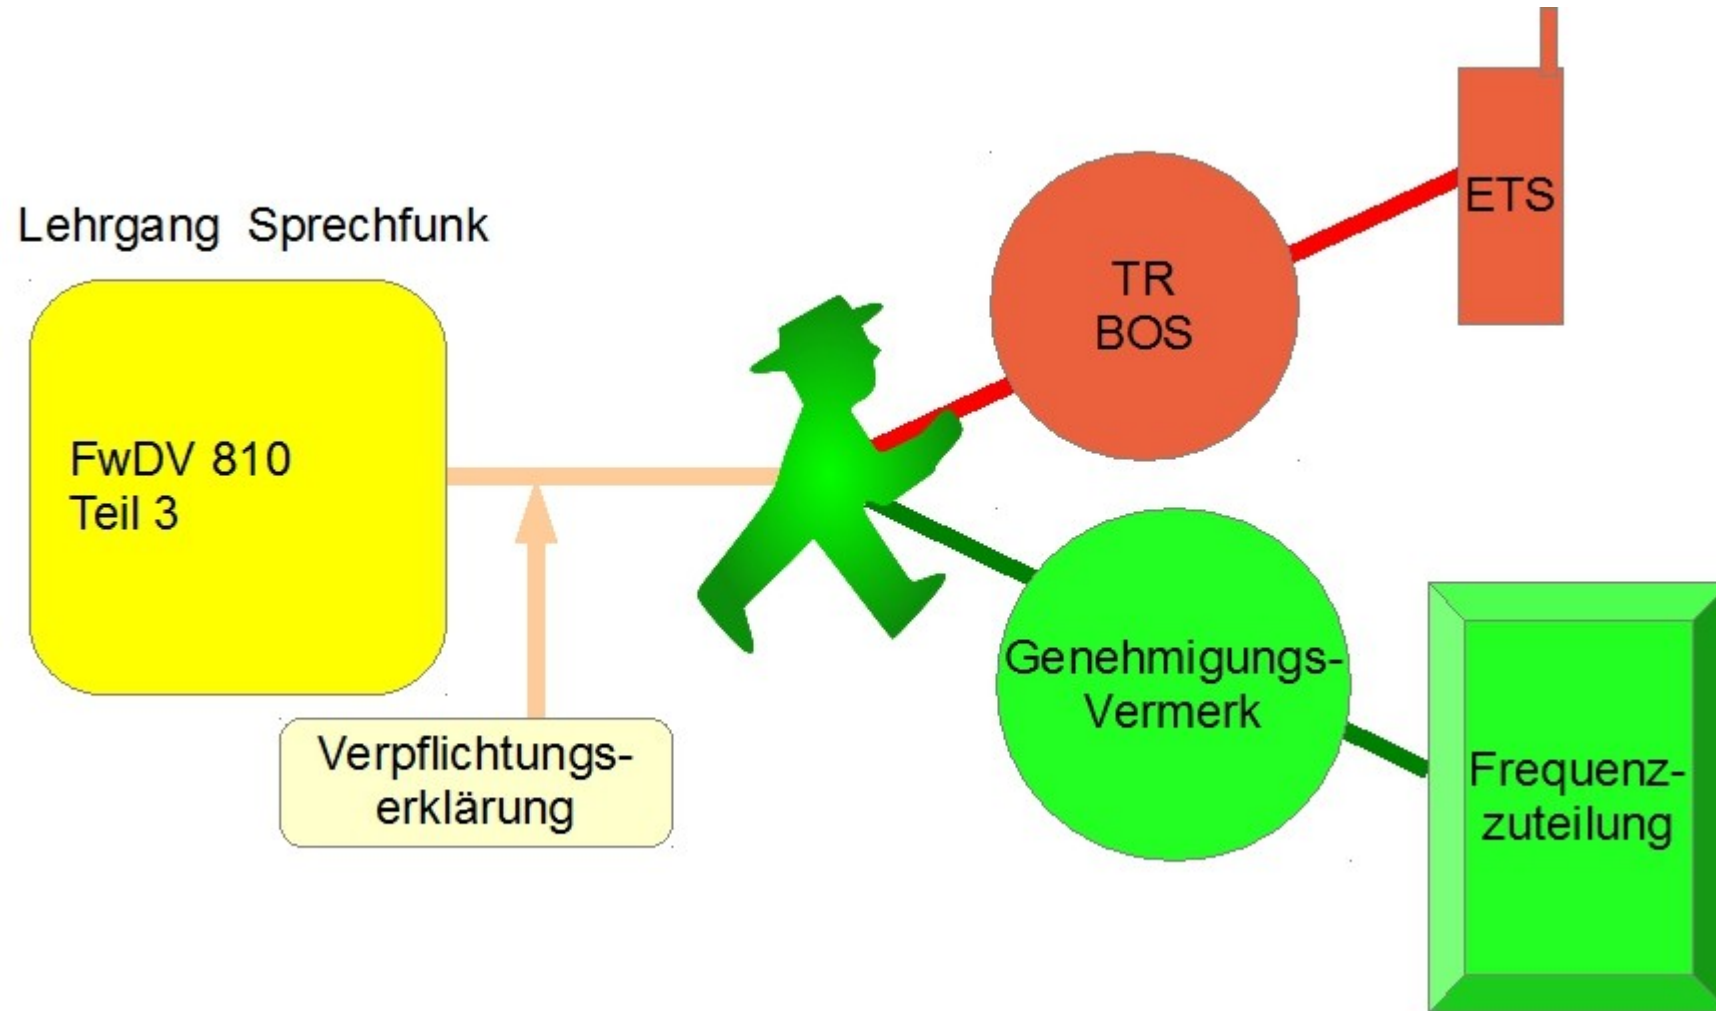 Lehrgang Sprechfunk
FwDV 810
Teil 3
Verpflichtungs-
erklärung
TR
BOS
ETS
Genehmigungs-
Vermerk
Frequenz-
zuteilung